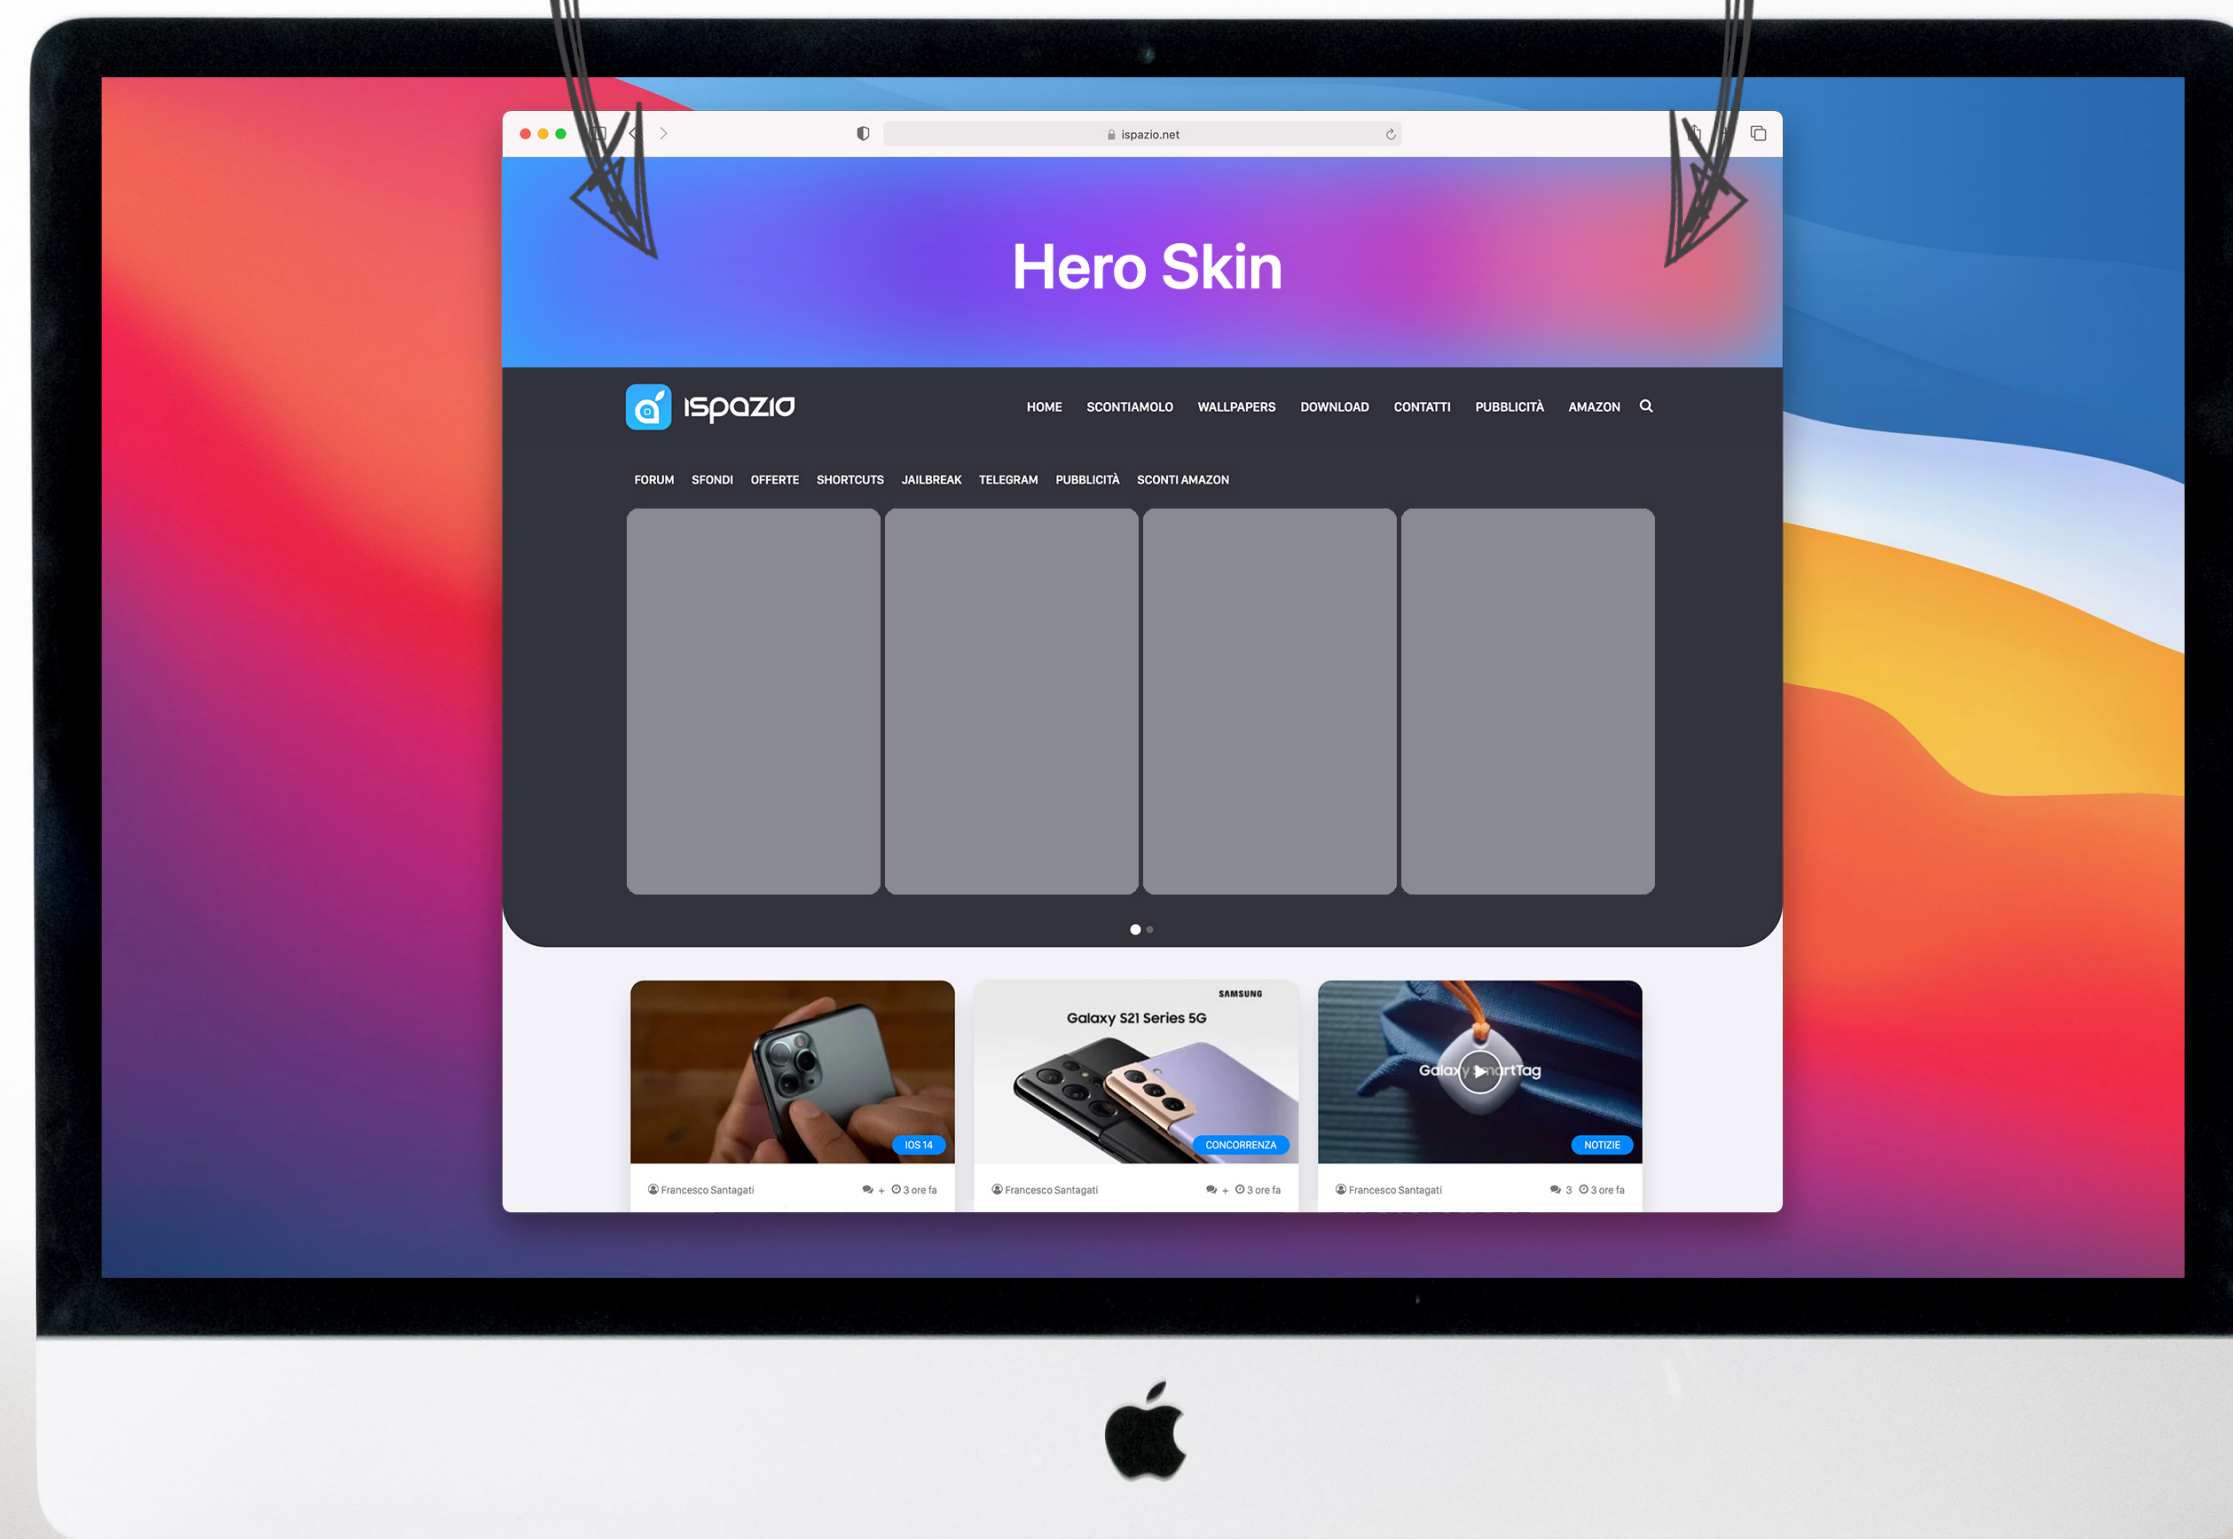 ispazio.net
Hero Skin
ispazio
HOME SCONTIAMOLO WALLPAPERS DOWNLOAD CONTATTI PUBBLICITÀ AMAZON
FORUM SFONDI OFFERTE SHORTCUTS JAILBREAK TELEGRAM PUBBLICITÀ SCONTI AMAZON
SAMSUNG
Galaxy S21 Series 5G
Galaxy SmartTag
IOS 14
CONCORRENZA
NOTIZIE
Francesco Santagati + 3 ore fa
Francesco Santagati + 3 ore fa
Francesco Santagati 3 3 ore fa